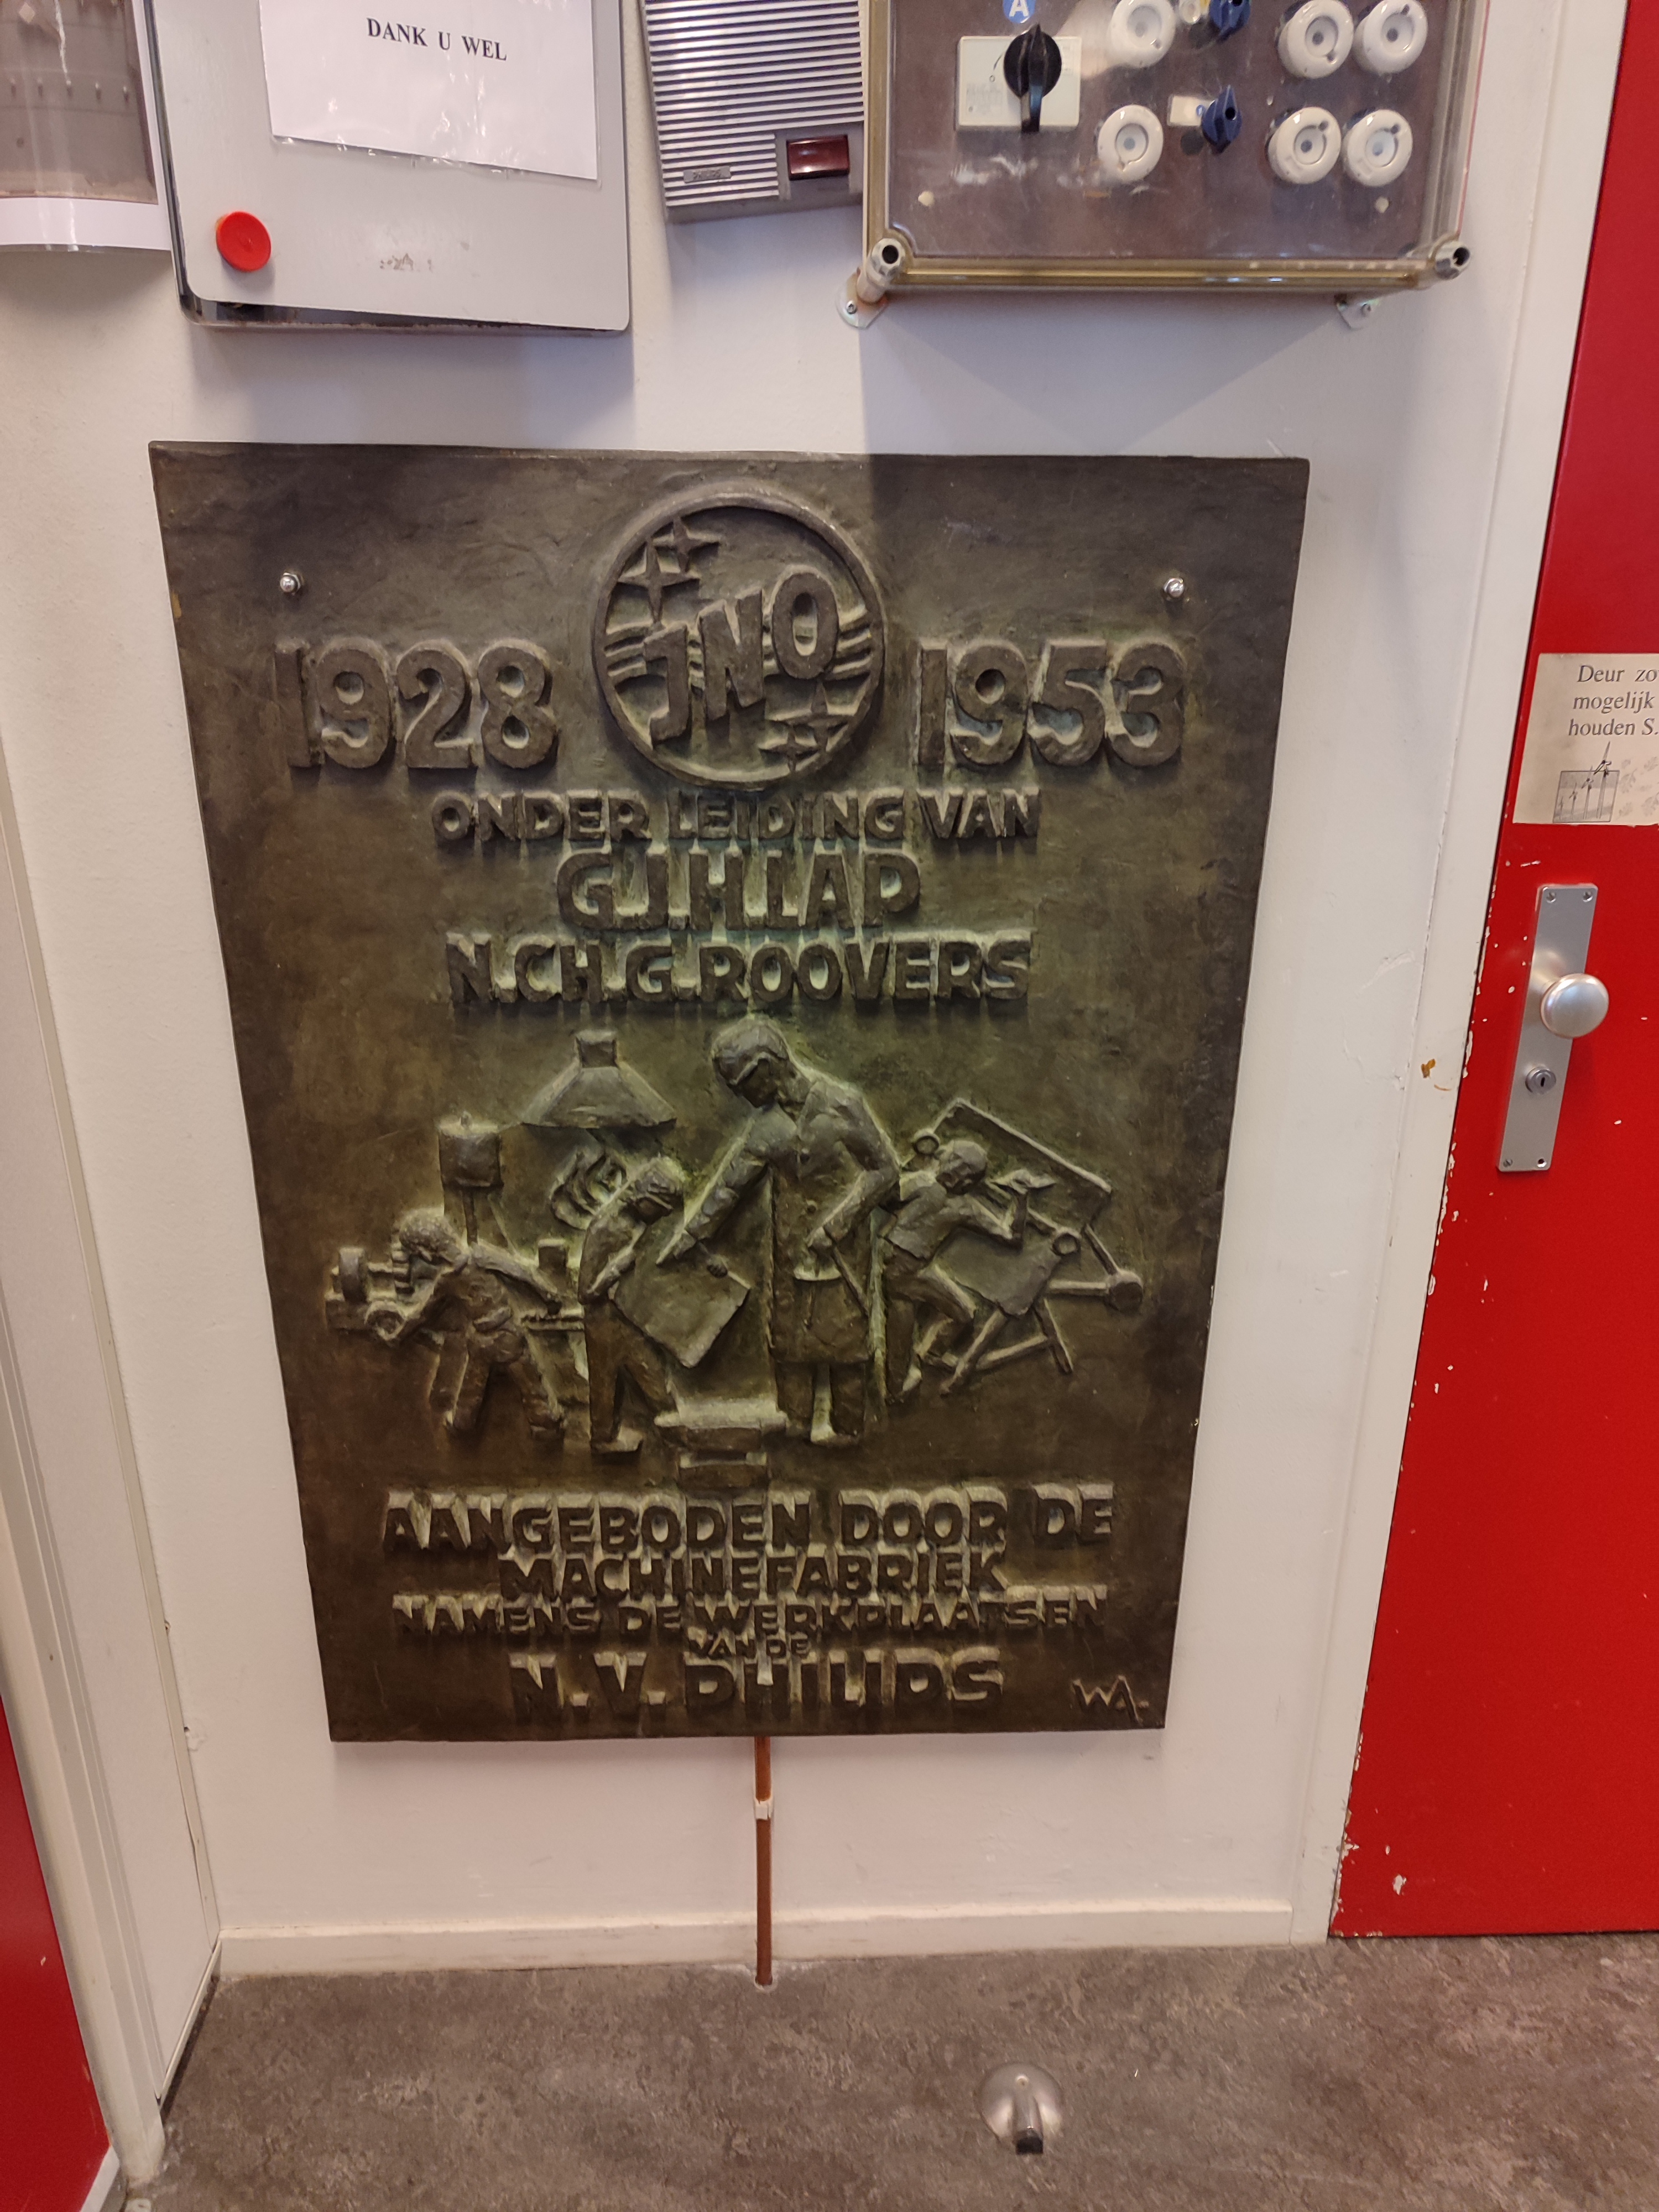 DANK U WEL
PHILIPS
A
1928 JNO 1953
ONDER LEIDING VAN
G.J.H.LAP
N.CH.G.ROOVERS
AANGEBODEN DOOR DE
MACHINEFABRIEK
NAMENS DE WERKPLAATSEN
VAN DE
N.V. PHILIPS
WA.
Deur zo
mogelijk
houden S.